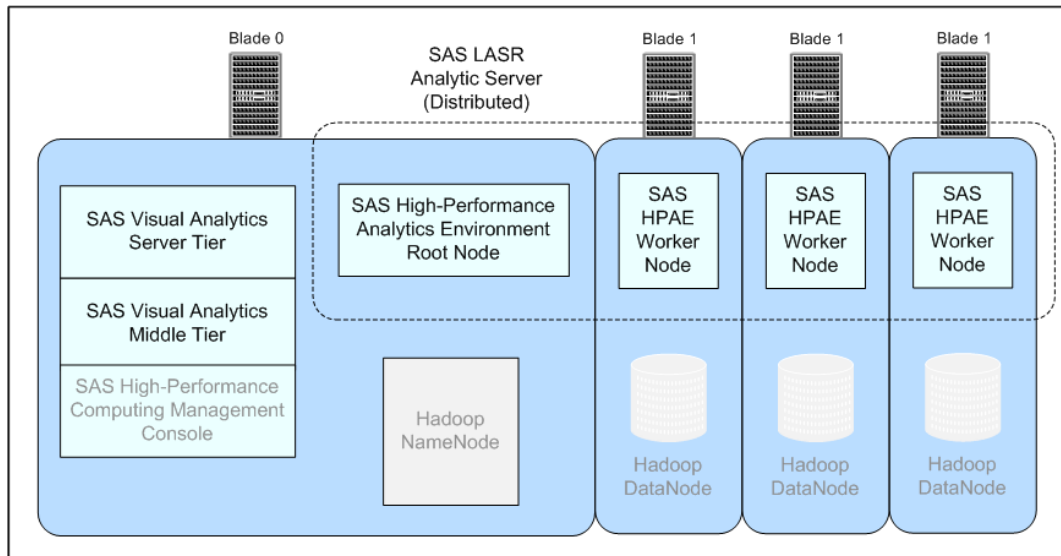 Blade 0
SAS LASR
Analytic Server
(Distributed)
Blade 1
Blade 1
Blade 1
SAS Visual Analytics
Server Tier
SAS Visual Analytics
Middle Tier
SAS High-Performance
Computing Management
Console
SAS High-Performance
Analytics Environment
Root Node
Hadoop
NameNode
SAS
HPAE
Worker
Node
Hadoop
DataNode
SAS
HPAE
Worker
Node
Hadoop
DataNode
SAS
HPAE
Worker
Node
Hadoop
DataNode